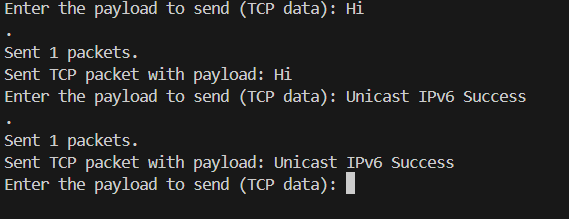 Enter the payload to send (TCP data): Hi
.
Sent 1 packets.
Sent TCP packet with payload: Hi
Enter the payload to send (TCP data): Unicast IPv6 Success
.
Sent 1 packets.
Sent TCP packet with payload: Unicast IPv6 Success
Enter the payload to send (TCP data):